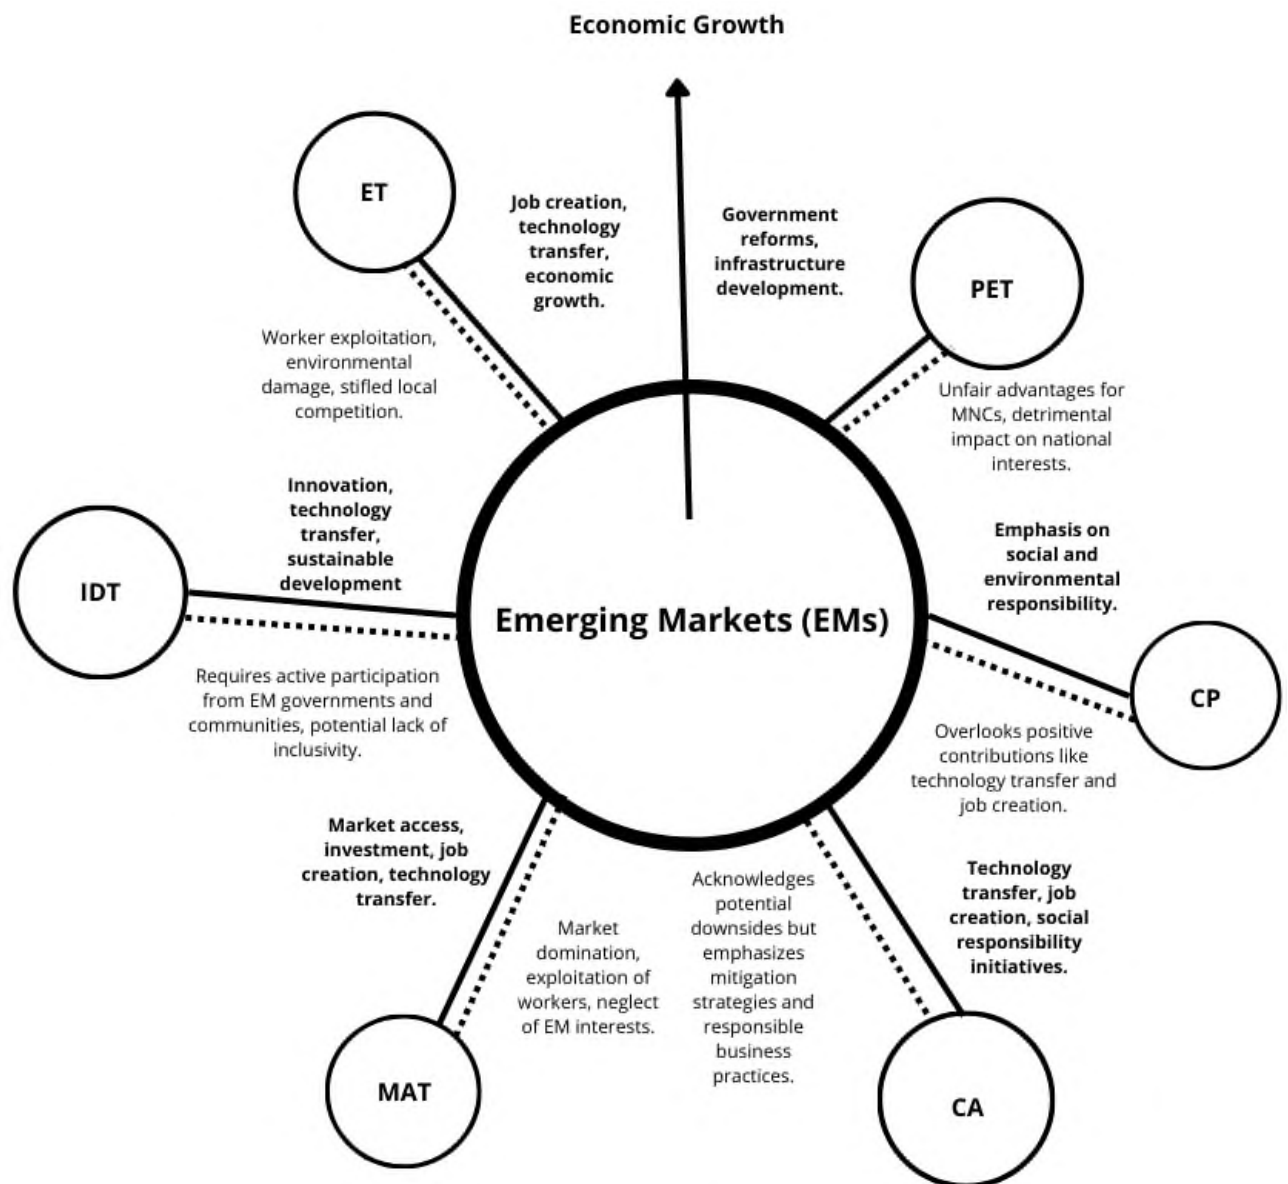 Economic Growth
ET
Job creation,
technology
transfer,
economic
growth.
Government
reforms,
infrastructure
development.
PET
Worker exploitation,
environmental
damage, stifled local
competition.
Unfair advantages for
MNCs, detrimental
impact on national
interests.
Innovation,
technology
transfer,
sustainable
development
IDT
Emphasis on
social and
environmental
responsibility.
Emerging Markets (EMs)
CP
Requires active participation
from EM governments and
communities, potential lack of
inclusivity.
Overlooks positive
contributions like
technology transfer and
job creation.
Market access,
investment, job
creation, technology
transfer.
Market
domination,
exploitation of
workers, neglect
of EM interests.
Acknowledges
potential
downsides but
emphasizes
mitigation
strategies and
responsible
business
practices.
Technology
transfer, job
creation, social
responsibility
initiatives.
MAT
CA